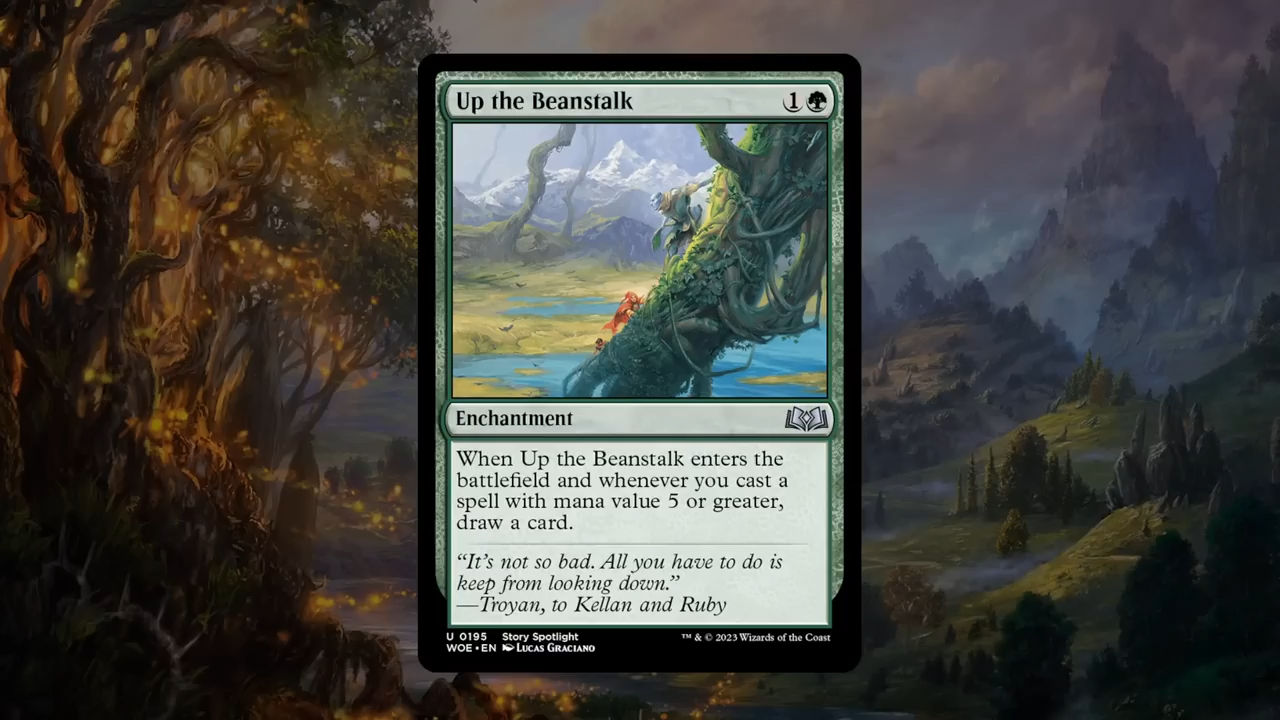 Up the Beanstalk 1
Enchantment
When Up the Beanstalk enters the
battlefield and whenever you cast a
spell with mana value 5 or greater,
draw a card.
“It’s not so bad. All you have to do is
keep from looking down.”
—Troyan, to Kellan and Ruby
U 0195 Story Spotlight
WOE • EN Lucas Graciano
™ & © 2023 Wizards of the Coast